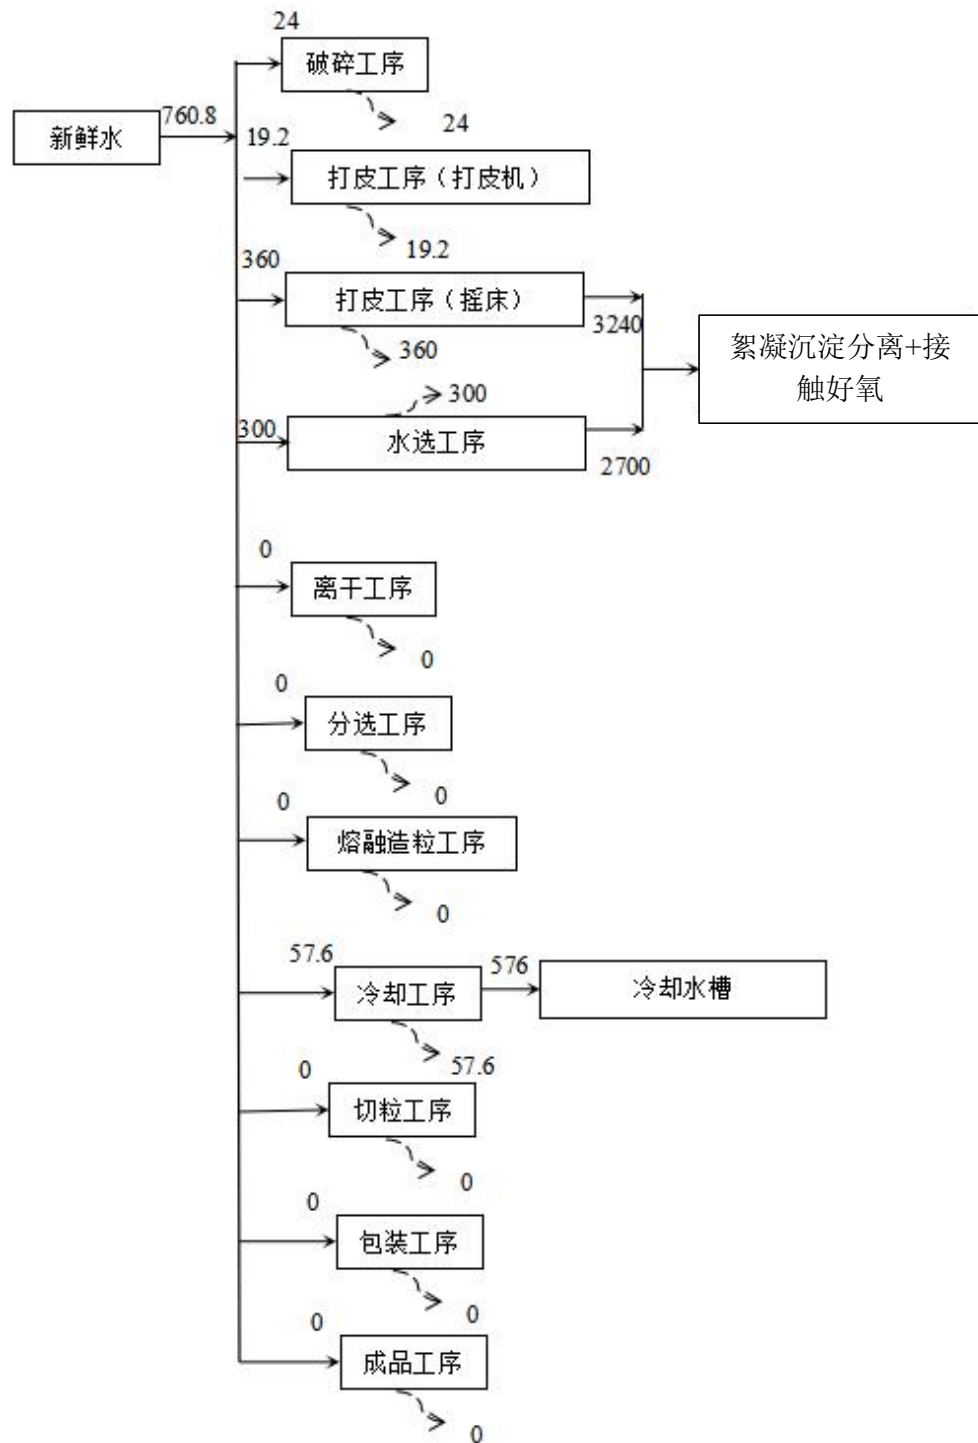 24
破碎工序
24
新鲜水
760.8
19.2
打皮工序（打皮机）
19.2
360
打皮工序（摇床）
3240
360
絮凝沉淀分离+接
触好氧
300
300
水选工序
2700
0
离干工序
0
0
分选工序
0
0
熔融造粒工序
0
57.6
冷却工序
576
冷却水槽
57.6
0
切粒工序
0
0
包装工序
0
0
成品工序
0